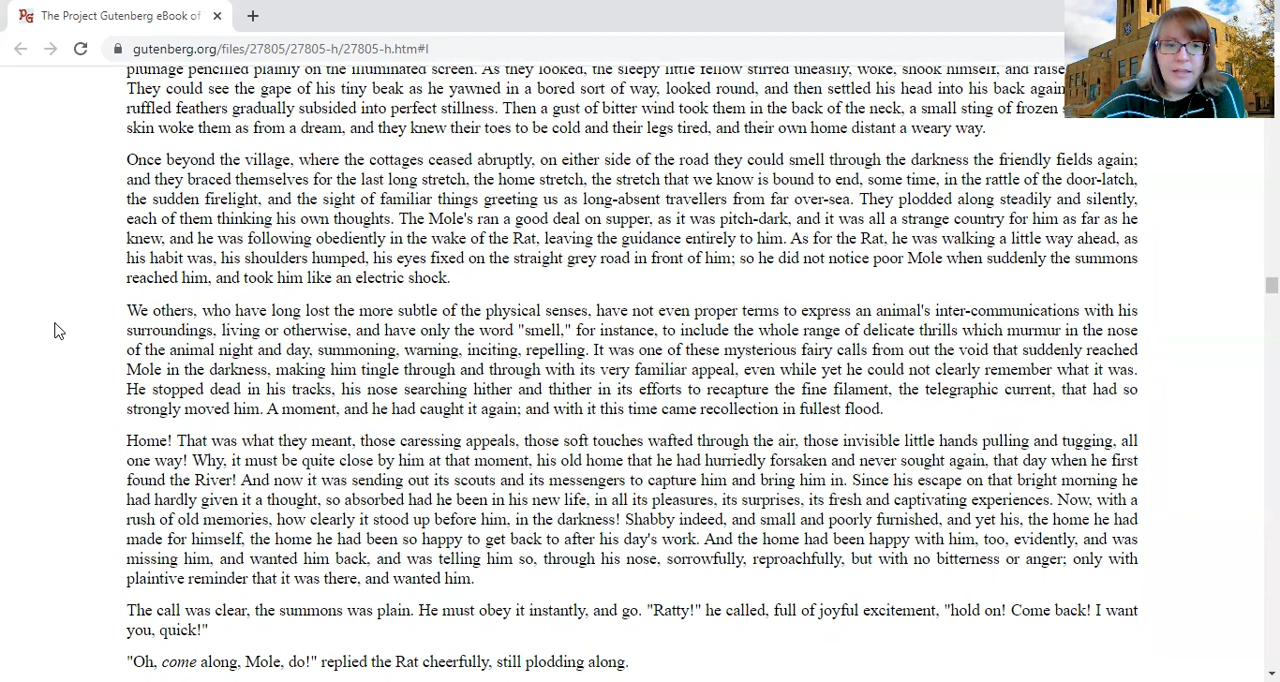 The Project Gutenberg eBook of
gutenberg.org/files/27805/27805-h/27805-h.htm#I
plumage pencilled plainly on the illuminated screen. As they looked, the sleepy little fellow stirred uneasily, woke, shook himself, and raise
They could see the gape of his tiny beak as he yawned in a bored sort of way, looked round, and then settled his head into his back again
ruffled feathers gradually subsided into perfect stillness. Then a gust of bitter wind took them in the back of the neck, a small sting of frozen
skin woke them as from a dream, and they knew their toes to be cold and their legs tired, and their own home distant a weary way.
Once beyond the village, where the cottages ceased abruptly, on either side of the road they could smell through the darkness the friendly fields again;
and they braced themselves for the last long stretch, the home stretch, the stretch that we know is bound to end, some time, in the rattle of the door-latch,
the sudden firelight, and the sight of familiar things greeting us as long-absent travellers from far over-sea. They plodded along steadily and silently,
each of them thinking his own thoughts. The Mole's ran a good deal on supper, as it was pitch-dark, and it was all a strange country for him as far as he
knew, and he was following obediently in the wake of the Rat, leaving the guidance entirely to him. As for the Rat, he was walking a little way ahead, as
his habit was, his shoulders humped, his eyes fixed on the straight grey road in front of him; so he did not notice poor Mole when suddenly the summons
reached him, and took him like an electric shock.
We others, who have long lost the more subtle of the physical senses, have not even proper terms to express an animal's inter-communications with his
surroundings, living or otherwise, and have only the word "smell," for instance, to include the whole range of delicate thrills which murmur in the nose
of the animal night and day, summoning, warning, inciting, repelling. It was one of these mysterious fairy calls from out the void that suddenly reached
Mole in the darkness, making him tingle through and through with its very familiar appeal, even while yet he could not clearly remember what it was.
He stopped dead in his tracks, his nose searching hither and thither in its efforts to recapture the fine filament, the telegraphic current, that had so
strongly moved him. A moment, and he had caught it again; and with it this time came recollection in fullest flood.
Home! That was what they meant, those caressing appeals, those soft touches wafted through the air, those invisible little hands pulling and tugging, all
one way! Why, it must be quite close by him at that moment, his old home that he had hurriedly forsaken and never sought again, that day when he first
found the River! And now it was sending out its scouts and its messengers to capture him and bring him in. Since his escape on that bright morning he
had hardly given it a thought, so absorbed had he been in his new life, in all its pleasures, its surprises, its fresh and captivating experiences. Now, with a
rush of old memories, how clearly it stood up before him, in the darkness! Shabby indeed, and small and poorly furnished, and yet his, the home he had
made for himself, the home he had been so happy to get back to after his day's work. And the home had been happy with him, too, evidently, and was
missing him, and wanted him back, and was telling him so, through his nose, sorrowfully, reproachfully, but with no bitterness or anger; only with
plaintive reminder that it was there, and wanted him.
The call was clear, the summons was plain. He must obey it instantly, and go. "Ratty!" he called, full of joyful excitement, "hold on! Come back! I want
you, quick!"
"Oh, come along, Mole, do!" replied the Rat cheerfully, still plodding along.